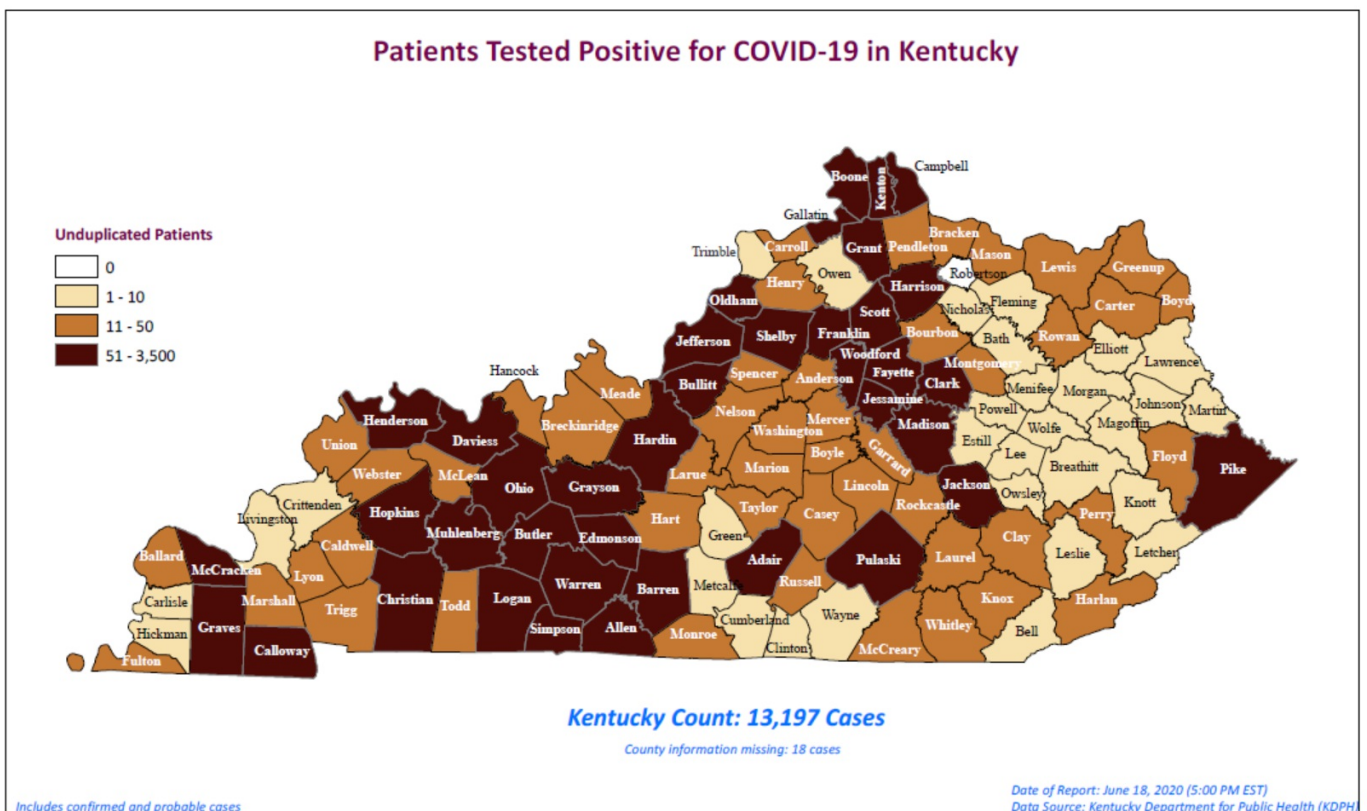 Patients Tested Positive for COVID-19 in Kentucky
Unduplicated Patients
0
1 - 10
11 - 50
51 - 3,500
Boone
Kenton
Campbell
Gallatin
Trimble
Carroll
Grant
Pendleton
Bracken
Mason
Owen
Henry
Robertson
Lewis
Greenup
Oldham
Harrison
Carter
Boyd
Scott
Nicholas
Fleming
Jefferson
Shelby
Franklin
Bourbon
Bath
Rowan
Elliott
Lawrence
Woodford
Fayette
Montgomery
Hancock
Meade
Bullitt
Spencer
Anderson
Clark
Menifee
Morgan
Johnson
Martin
Jessamine
Powell
Magoffin
Henderson
Daviess
Breckinridge
Nelson
Mercer
Washington
Madison
Wolfe
Estill
Lee
Union
Hardin
Boyle
Garrard
Breathitt
Floyd
Pike
Webster
McLean
Ohio
Grayson
Larue
Marion
Lincoln
Jackson
Owsley
Knott
Crittenden
Livingston
Hopkins
Hart
Taylor
Casey
Rockcastle
Perry
Muhlenberg
Butler
Edmonson
Green
Clay
Caldwell
Leslie
Letcher
Ballard
McCracken
Lyon
Adair
Pulaski
Laurel
Warren
Barren
Metcalfe
Russell
Carlisle
Marshall
Trigg
Christian
Todd
Logan
Knox
Harlan
Cumberland
Wayne
Hickman
Graves
Simpson
Allen
Monroe
Whitley
Bell
Calloway
Clinton
McCreary
Fulton
Kentucky Count: 13,197 Cases
County information missing: 18 cases
Date of Report: June 18, 2020 (5:00 PM EST)
Includes confirmed and probable cases
Data Source: Kentucky Department for Public Health (KDPH)